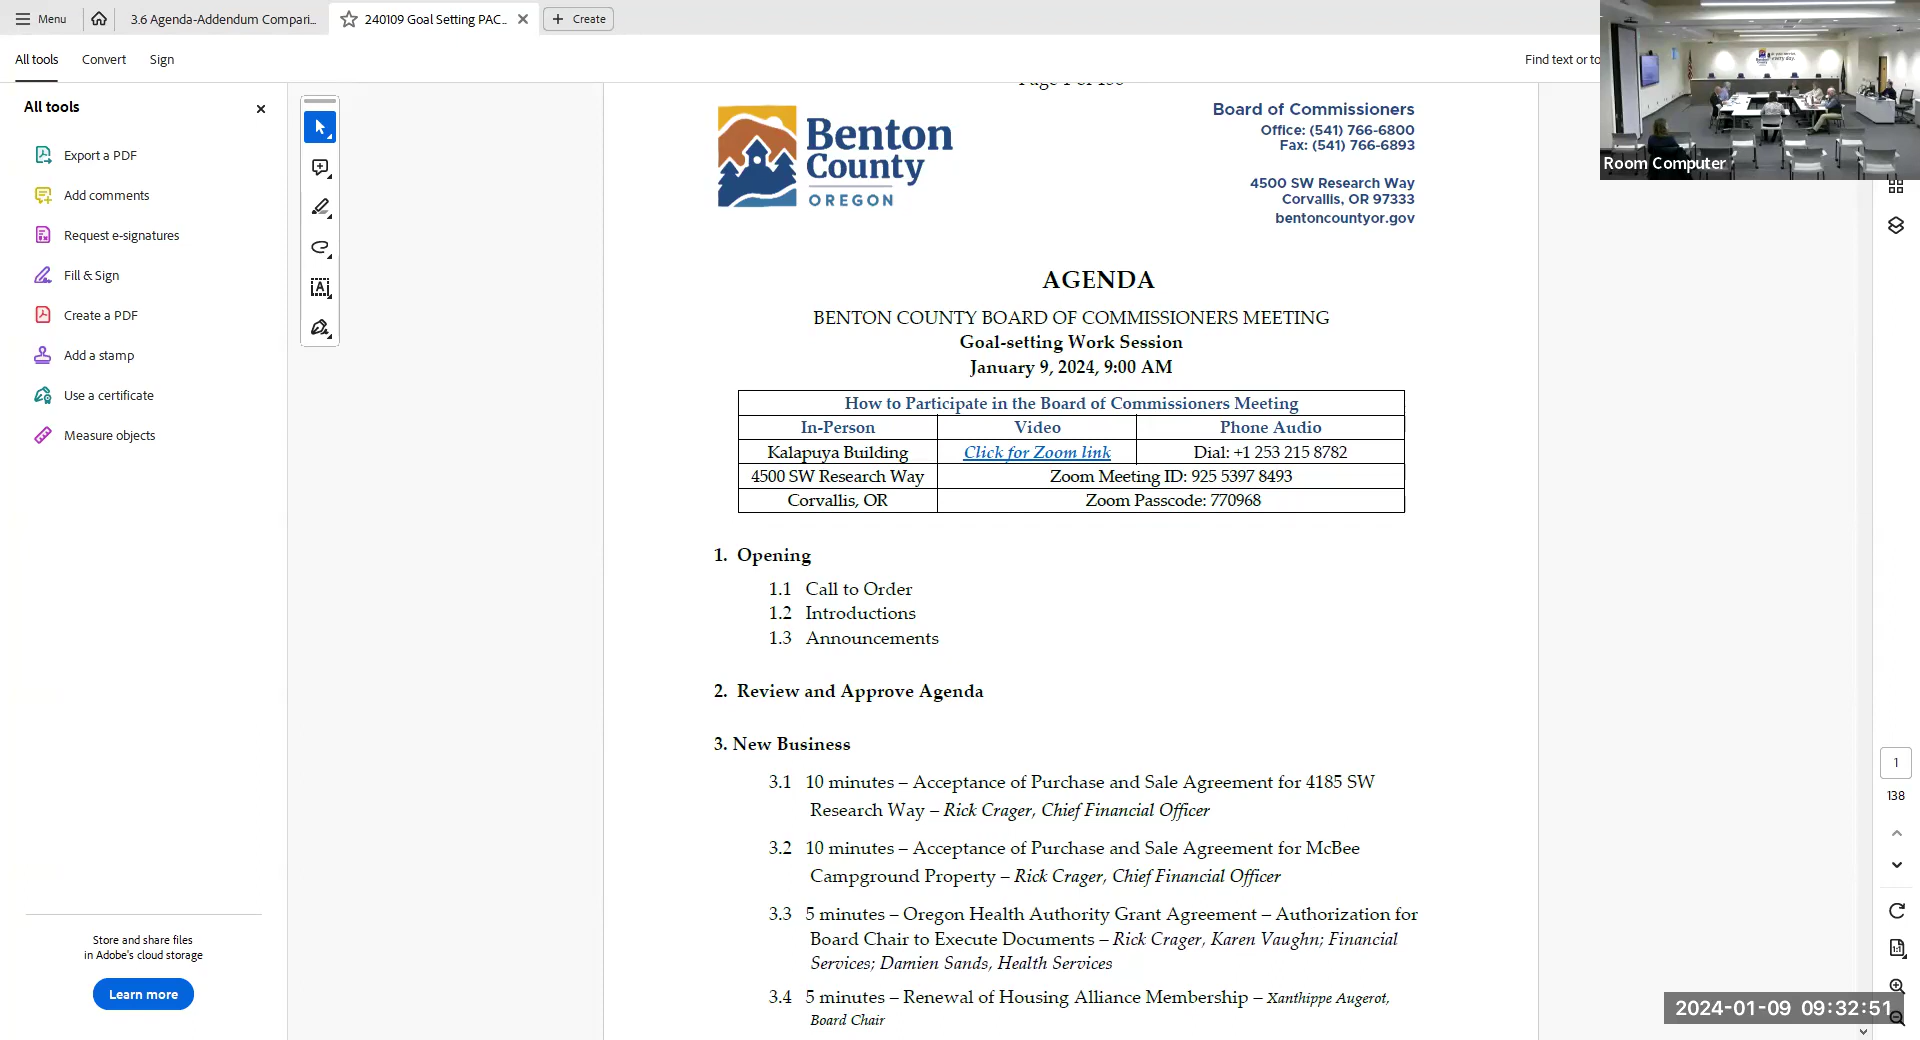 Menu
3.6 Agenda-Addendum Compari...
240109 Goal Setting PAC...
Create
All tools
Convert
Sign
Find text or to
All tools
Export a PDF
Add comments
Request e-signatures
Fill & Sign
Create a PDF
Add a stamp
Use a certificate
Measure objects
Store and share files
in Adobe's cloud storage
Learn more
Benton
County
OREGON
Board of Commissioners
Office: (541) 766-6800
Fax: (541) 766-6893
4500 SW Research Way
Corvallis, OR 97333
bentoncountyor.gov
AGENDA
BENTON COUNTY BOARD OF COMMISSIONERS MEETING
Goal-setting Work Session
January 9, 2024, 9:00 AM
How to Participate in the Board of Commissioners Meeting
In-Person Video Phone Audio
Kalapuya Building Click for Zoom link Dial: +1 253 215 8782
4500 SW Research Way Zoom Meeting ID: 925 5397 8493
Corvallis, OR Zoom Passcode: 770968
1. Opening
1.1 Call to Order
1.2 Introductions
1.3 Announcements
2. Review and Approve Agenda
3. New Business
3.1 10 minutes – Acceptance of Purchase and Sale Agreement for 4185 SW
Research Way – Rick Crager, Chief Financial Officer
3.2 10 minutes – Acceptance of Purchase and Sale Agreement for McBee
Campground Property – Rick Crager, Chief Financial Officer
3.3 5 minutes – Oregon Health Authority Grant Agreement – Authorization for
Board Chair to Execute Documents – Rick Crager, Karen Vaughn; Financial
Services; Damien Sands, Health Services
3.4 5 minutes – Renewal of Housing Alliance Membership – Xanthippe Augerot,
Board Chair
Room Computer
1
138
2024-01-09 09:32:51